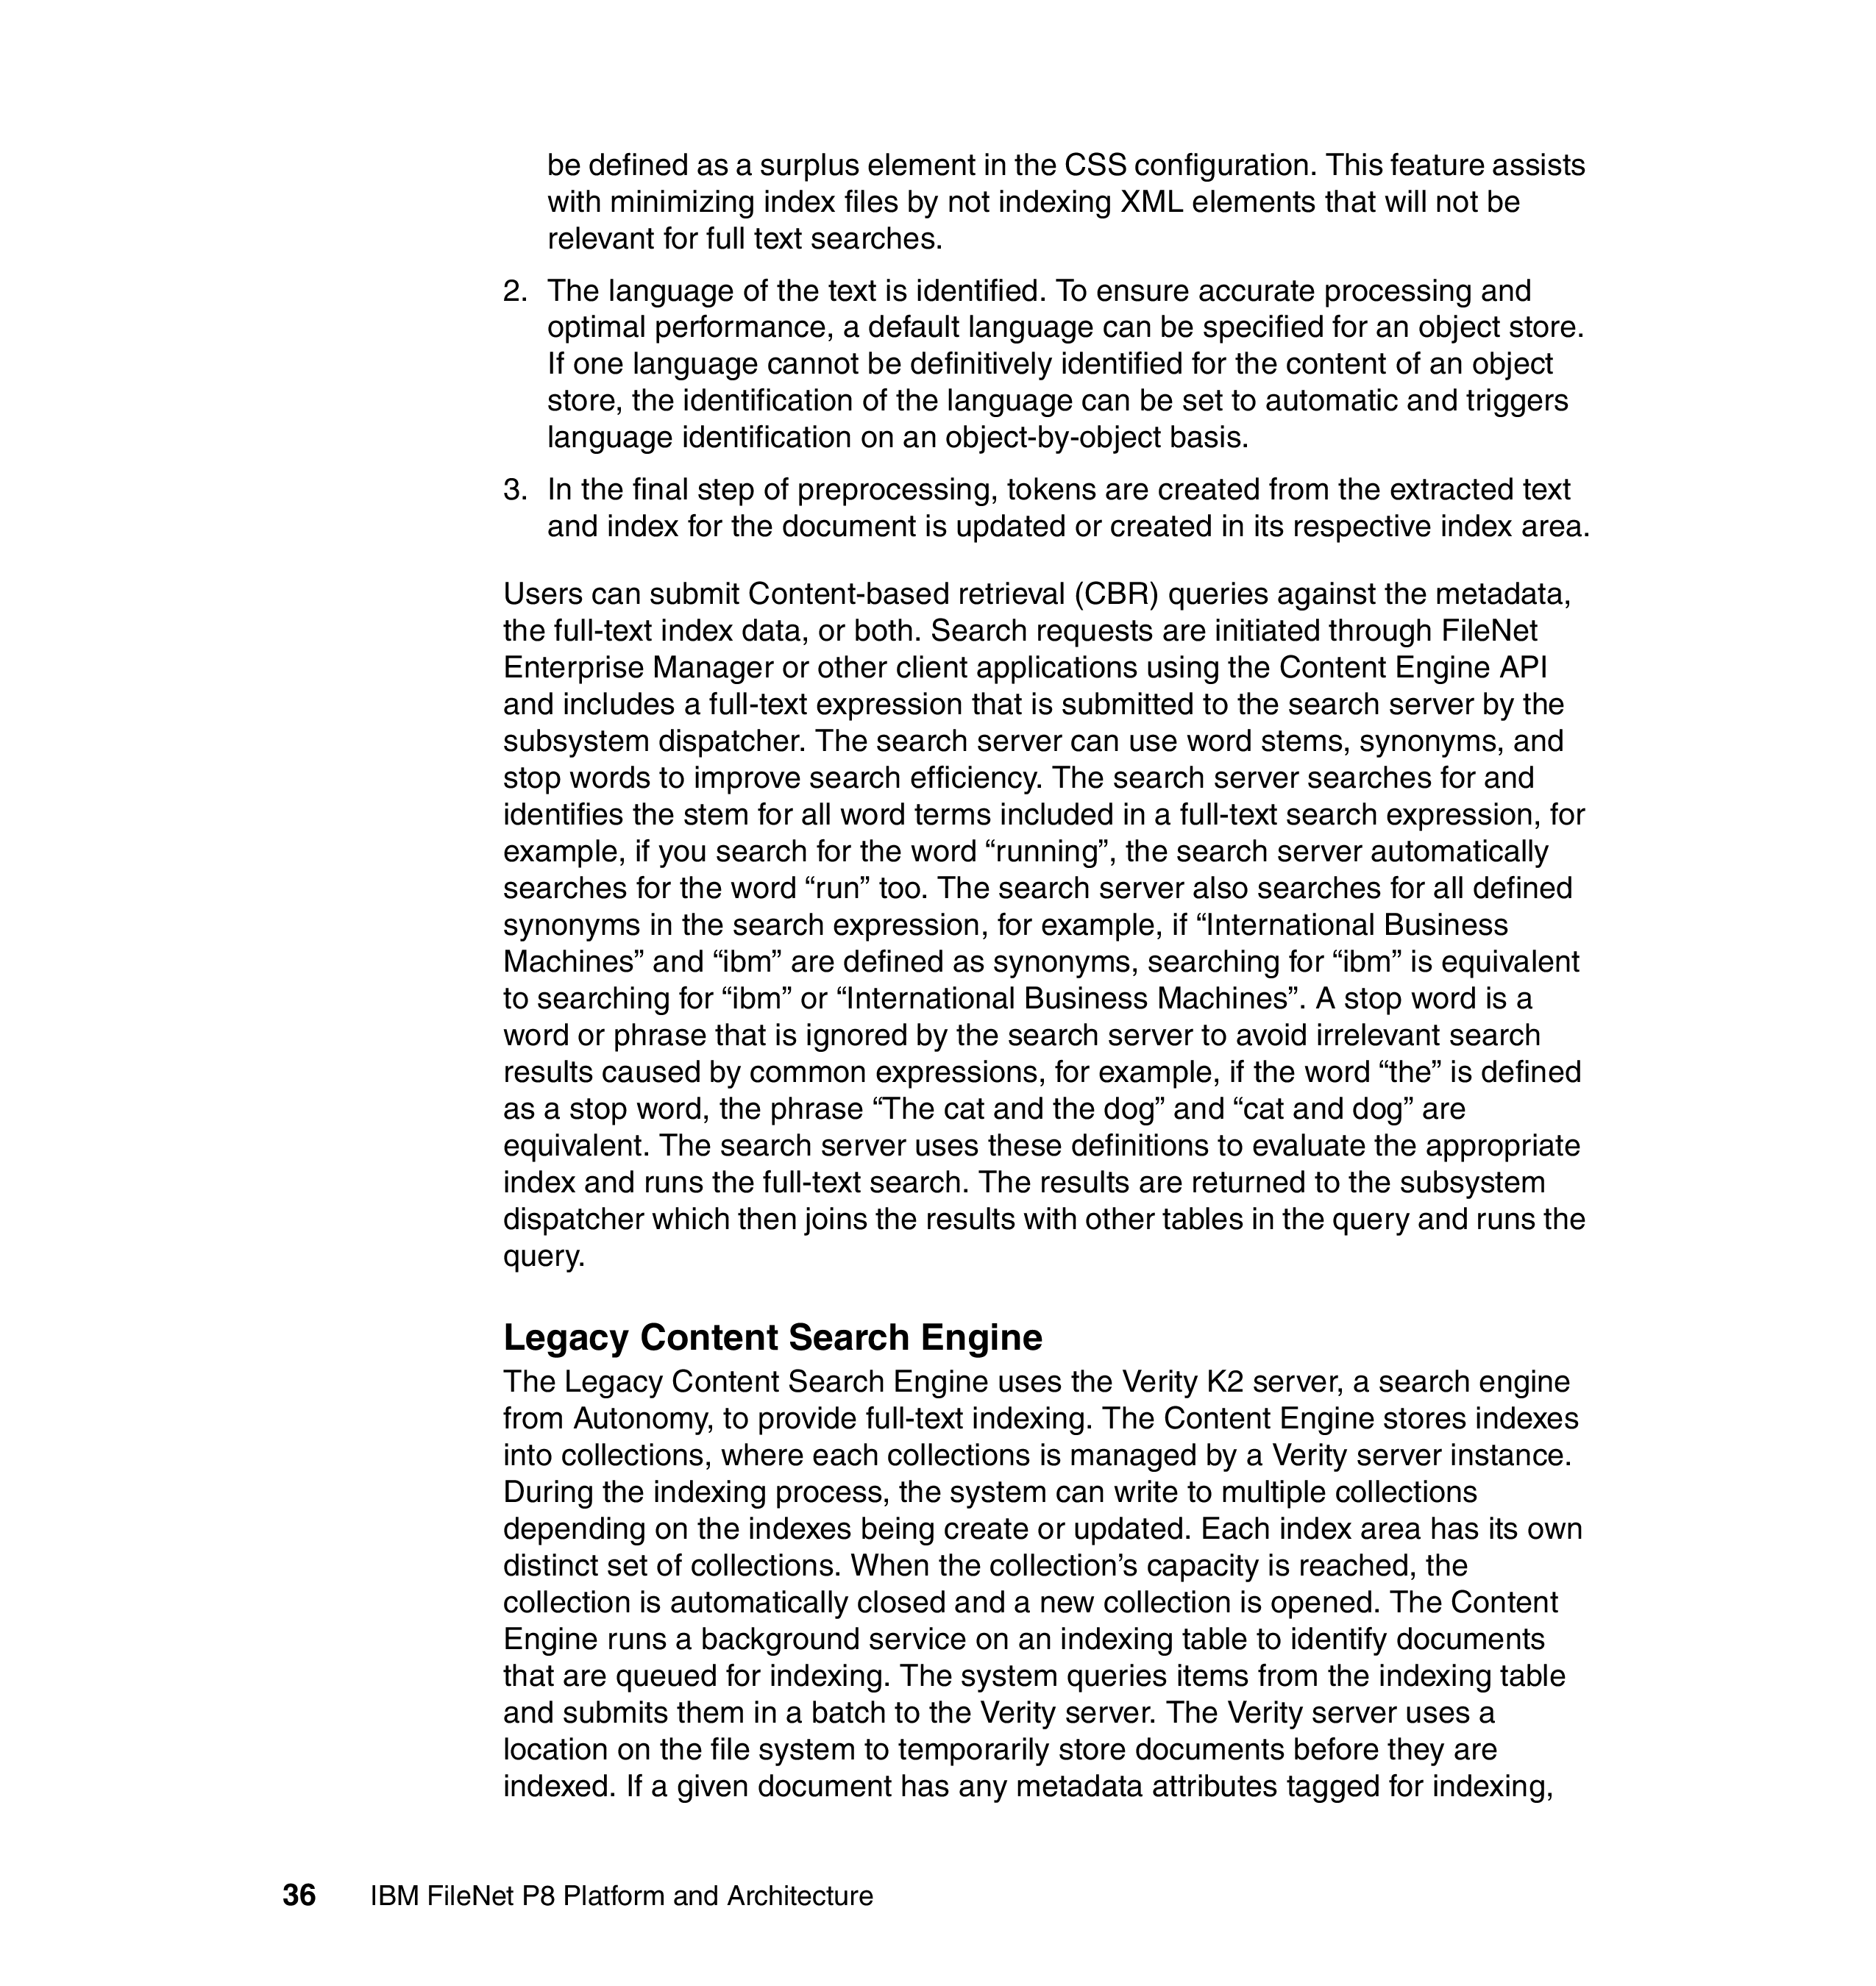 be defined as a surplus element in the CSS configuration. This feature assists
with minimizing index files by not indexing XML elements that will not be
relevant for full text searches.
2. The language of the text is identified. To ensure accurate processing and
optimal performance, a default language can be specified for an object store.
If one language cannot be definitively identified for the content of an object
store, the identification of the language can be set to automatic and triggers
language identification on an object-by-object basis.
3. In the final step of preprocessing, tokens are created from the extracted text
and index for the document is updated or created in its respective index area.
Users can submit Content-based retrieval (CBR) queries against the metadata,
the full-text index data, or both. Search requests are initiated through FileNet
Enterprise Manager or other client applications using the Content Engine API
and includes a full-text expression that is submitted to the search server by the
subsystem dispatcher. The search server can use word stems, synonyms, and
stop words to improve search efficiency. The search server searches for and
identifies the stem for all word terms included in a full-text search expression, for
example, if you search for the word “running”, the search server automatically
searches for the word “run” too. The search server also searches for all defined
synonyms in the search expression, for example, if “International Business
Machines” and “ibm” are defined as synonyms, searching for “ibm” is equivalent
to searching for “ibm” or “International Business Machines”. A stop word is a
word or phrase that is ignored by the search server to avoid irrelevant search
results caused by common expressions, for example, if the word “the” is defined
as a stop word, the phrase “The cat and the dog” and “cat and dog” are
equivalent. The search server uses these definitions to evaluate the appropriate
index and runs the full-text search. The results are returned to the subsystem
dispatcher which then joins the results with other tables in the query and runs the
query.
Legacy Content Search Engine
The Legacy Content Search Engine uses the Verity K2 server, a search engine
from Autonomy, to provide full-text indexing. The Content Engine stores indexes
into collections, where each collections is managed by a Verity server instance.
During the indexing process, the system can write to multiple collections
depending on the indexes being create or updated. Each index area has its own
distinct set of collections. When the collection’s capacity is reached, the
collection is automatically closed and a new collection is opened. The Content
Engine runs a background service on an indexing table to identify documents
that are queued for indexing. The system queries items from the indexing table
and submits them in a batch to the Verity server. The Verity server uses a
location on the file system to temporarily store documents before they are
indexed. If a given document has any metadata attributes tagged for indexing,
36 IBM FileNet P8 Platform and Architecture